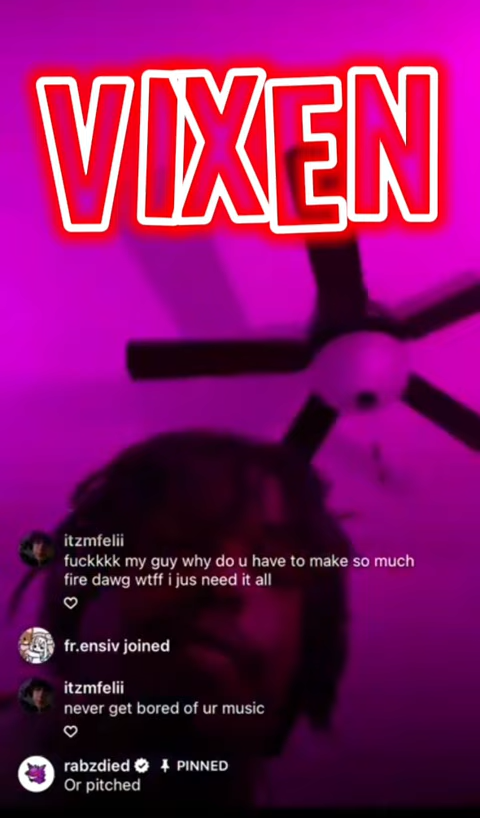 VIXEN
itzmfelii
fuckkkk my guy why do u have to make so much
fire dawg wtff i jus need it all
fr.ensiv joined
itzmfelii
never get bored of ur music
rabzdied PINNED
Or pitched